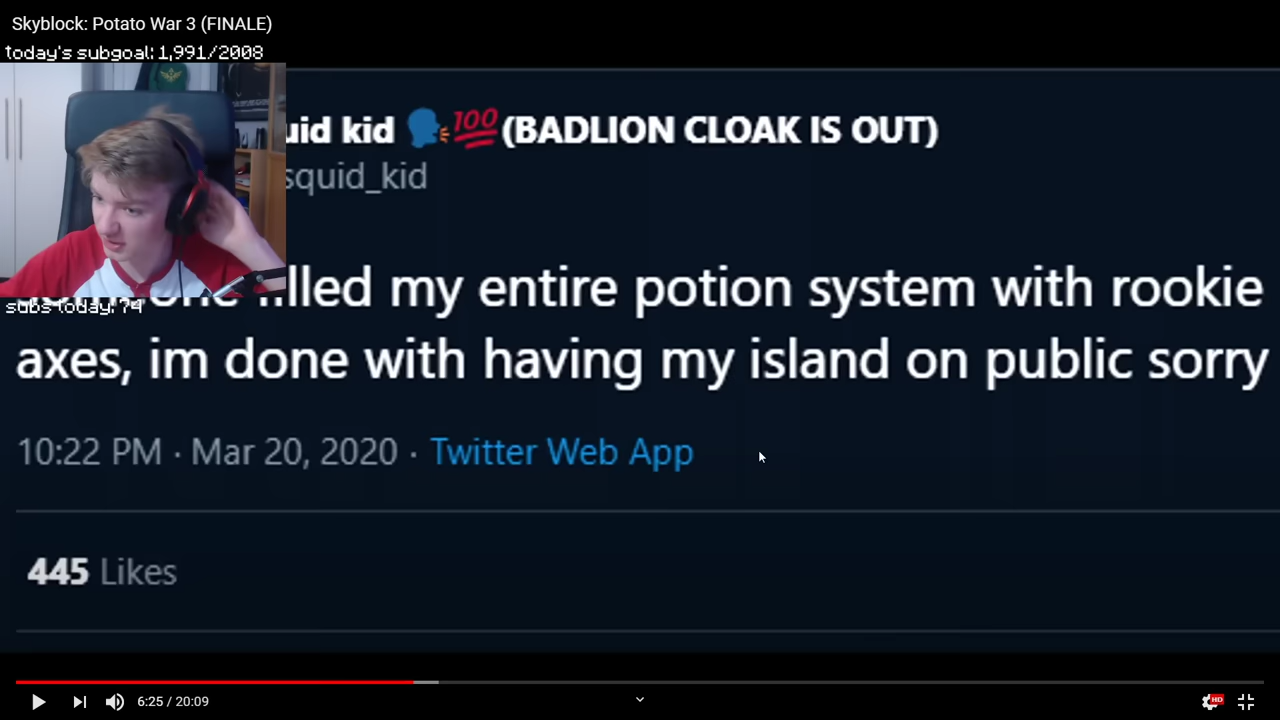 Skyblock: Potato War 3 (FINALE)
today's subgoal: 1,991/2008
uid kid 🗣💯(BADLION CLOAK IS OUT)
squid_kid
subs today: 74
filled my entire potion system with rookie
axes, im done with having my island on public sorry
10:22 PM · Mar 20, 2020 · Twitter Web App
445 Likes
6:25 / 20:09
HD